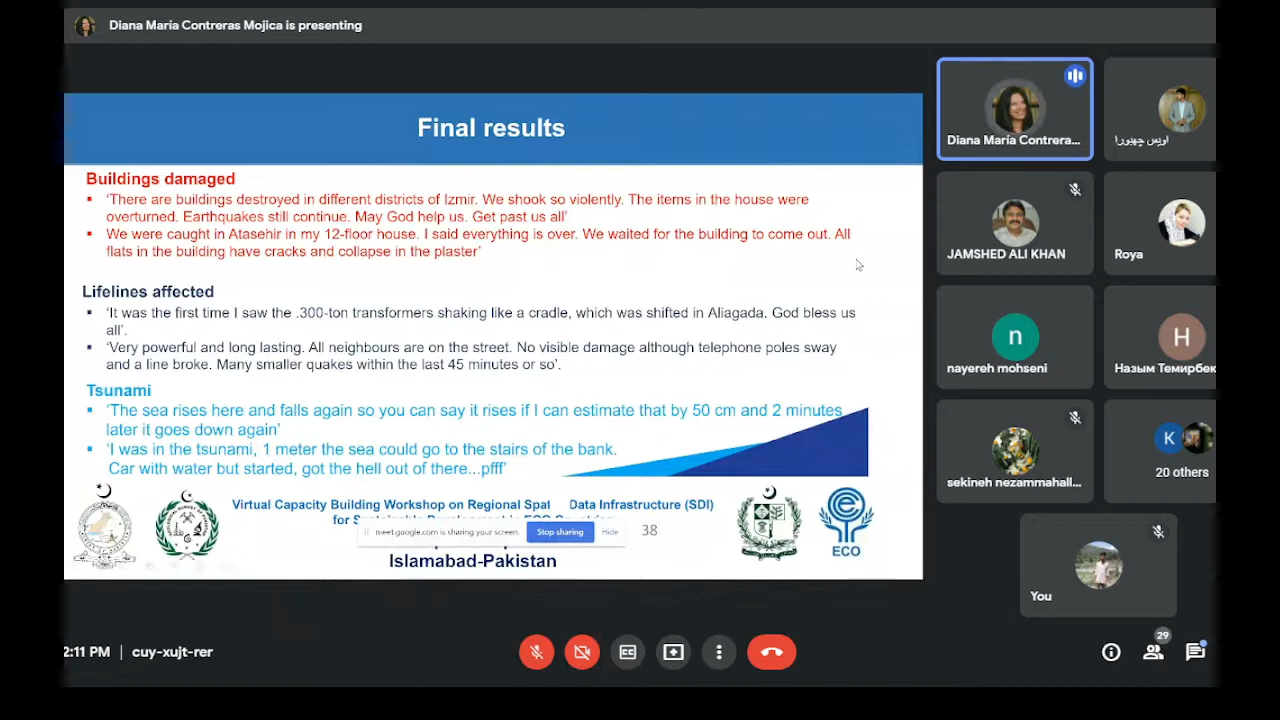 Diana María Contreras Mojica is presenting
Final results
Buildings damaged
‘There are buildings destroyed in different districts of Izmir. We shook so violently. The items in the house were
overturned. Earthquakes still continue. May God help us. Get past us all’
We were caught in Atasehir in my 12-floor house. I said everything is over. We waited for the building to come out. All
flats in the building have cracks and collapse in the plaster’
Lifelines affected
‘It was the first time I saw the .300-ton transformers shaking like a cradle, which was shifted in Aliagada. God bless us
all’.
‘Very powerful and long lasting. All neighbours are on the street. No visible damage although telephone poles sway
and a line broke. Many smaller quakes within the last 45 minutes or so’.
Tsunami
‘The sea rises here and falls again so you can say it rises if I can estimate that by 50 cm and 2 minutes
later it goes down again’
‘I was in the tsunami, 1 meter the sea could go to the stairs of the bank.
Car with water but started, got the hell out of there...pfff’
Virtual Capacity Building Workshop on Regional Spat Data Infrastructure (SDI)
for
meet.google.com is sharing your screen.
Stop sharing
Hide
38
Islamabad-Pakistan
ECO
Diana María Contrera...
اویس چھبورا
JAMSHED ALI KHAN
Roya
n
nayereh mohseni
Н
Назым Темирбек
sekineh nezammahall...
K
20 others
You
2:11 PM | cuy-xujt-rer
CC
29